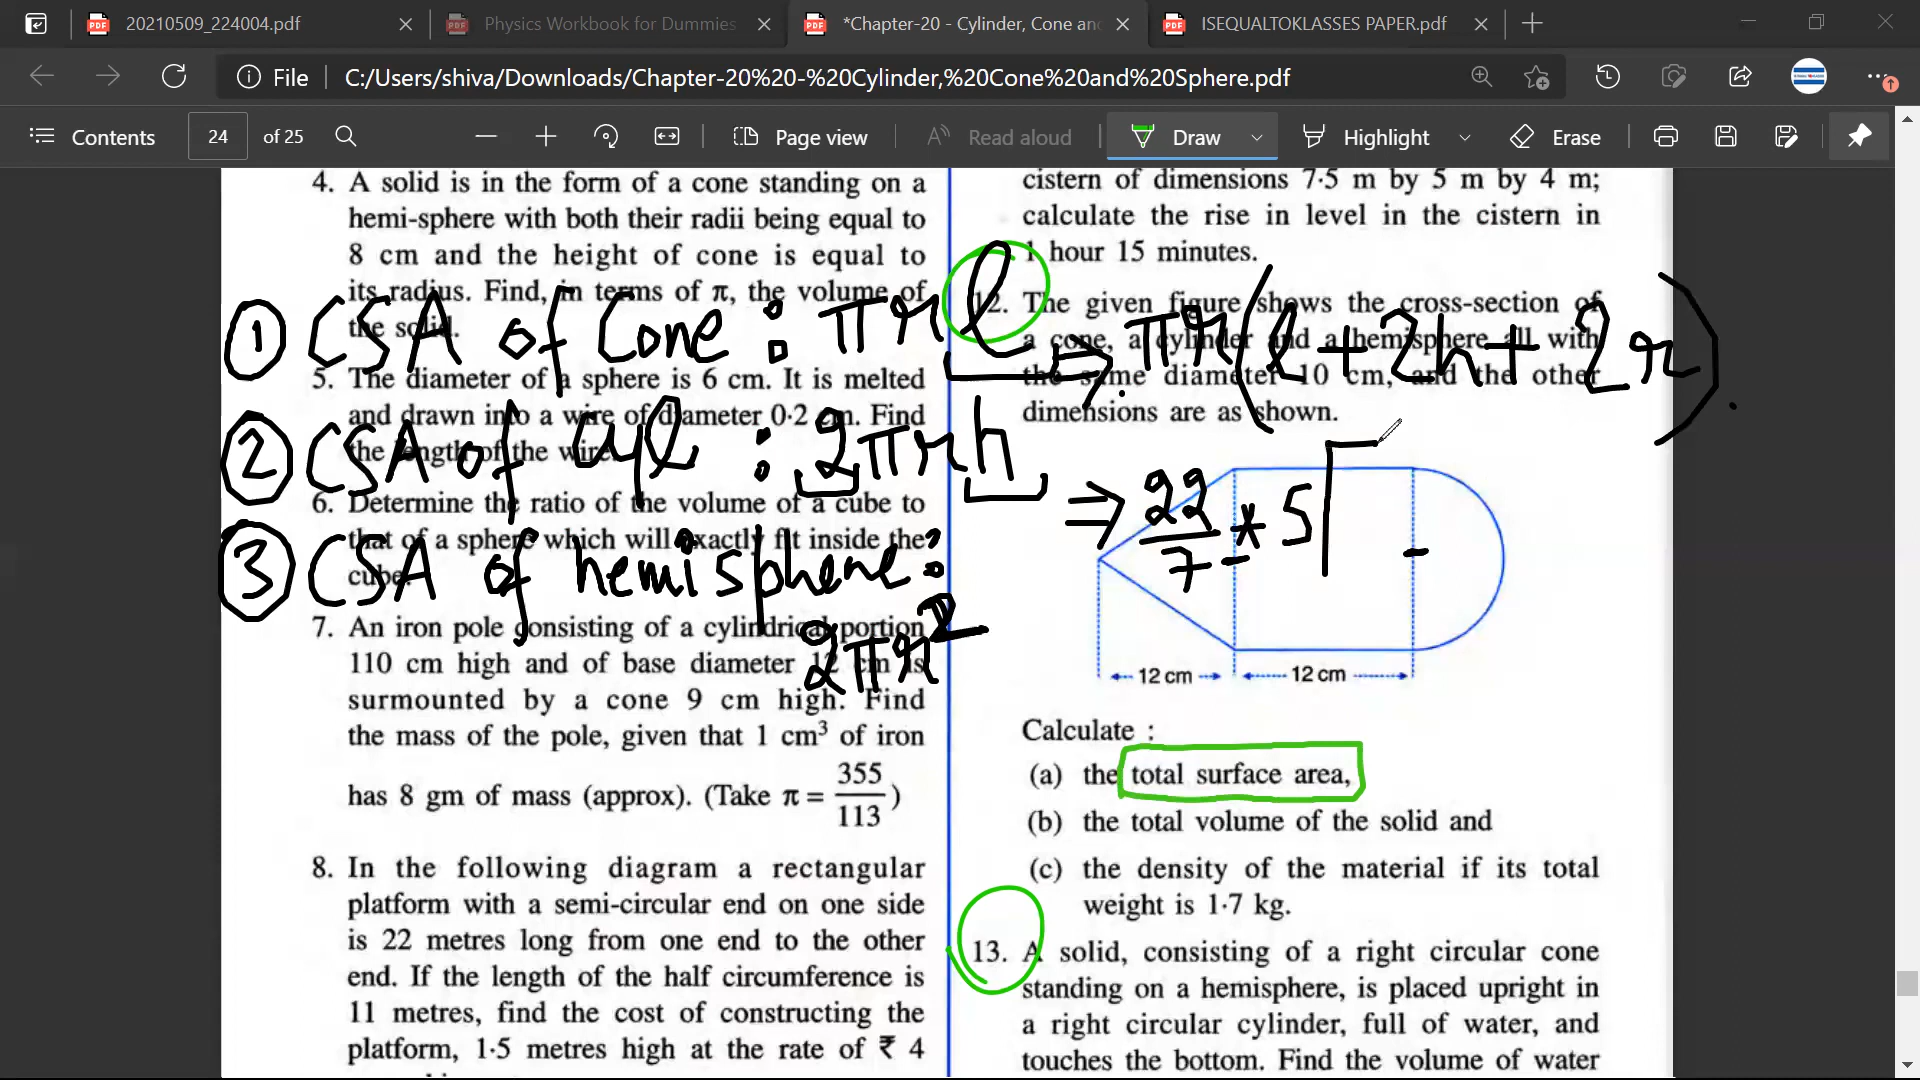 20210509_224004.pdf
Physics Workbook for Dummies
*Chapter-20 - Cylinder, Cone and
ISEQUALTOKLASSES PAPER.pdf
File
C:/Users/shiva/Downloads/Chapter-20%20-%20Cylinder,%20Cone%20and%20Sphere.pdf
Contents
24
of 25
Page view
Read aloud
Draw
Highlight
Erase
4. A solid is in the form of a cone standing on a
hemi-sphere with both their radii being equal to
8 cm and the height of cone is equal to
its radius. Find, in terms of π, the volume of
the solid.
5. The diameter of a sphere is 6 cm. It is melted
and drawn into a wire of diameter 0·2 cm. Find
the length of the wire.
6. Determine the ratio of the volume of a cube to
that of a sphere which will exactly fit inside the
cube.
7. An iron pole consisting of a cylindrical portion
110 cm high and of base diameter 12 cm is
surmounted by a cone 9 cm high. Find
the mass of the pole, given that 1 cm³ of iron
has 8 gm of mass (approx). (Take π = 355/113)
8. In the following diagram a rectangular
platform with a semi-circular end on one side
is 22 metres long from one end to the other
end. If the length of the half circumference is
11 metres, find the cost of constructing the
platform, 1·5 metres high at the rate of ₹ 4
① CSA of Cone : πrl
② CSA of cyl : 2πrh
③ CSA of hemisphere :
2πr²
cistern of dimensions 7·5 m by 5 m by 4 m;
calculate the rise in level in the cistern in
1 hour 15 minutes.
12. The given figure shows the cross-section of
a cone, a cylinder and a hemisphere all with
the same diameter 10 cm, and the other
dimensions are as shown.
⇒ πr(l+2h+2r).
⇒ 22/7 * 5[
12 cm
12 cm
Calculate :
(a) the total surface area,
(b) the total volume of the solid and
(c) the density of the material if its total
weight is 1·7 kg.
13. A solid, consisting of a right circular cone
standing on a hemisphere, is placed upright in
a right circular cylinder, full of water, and
touches the bottom. Find the volume of water